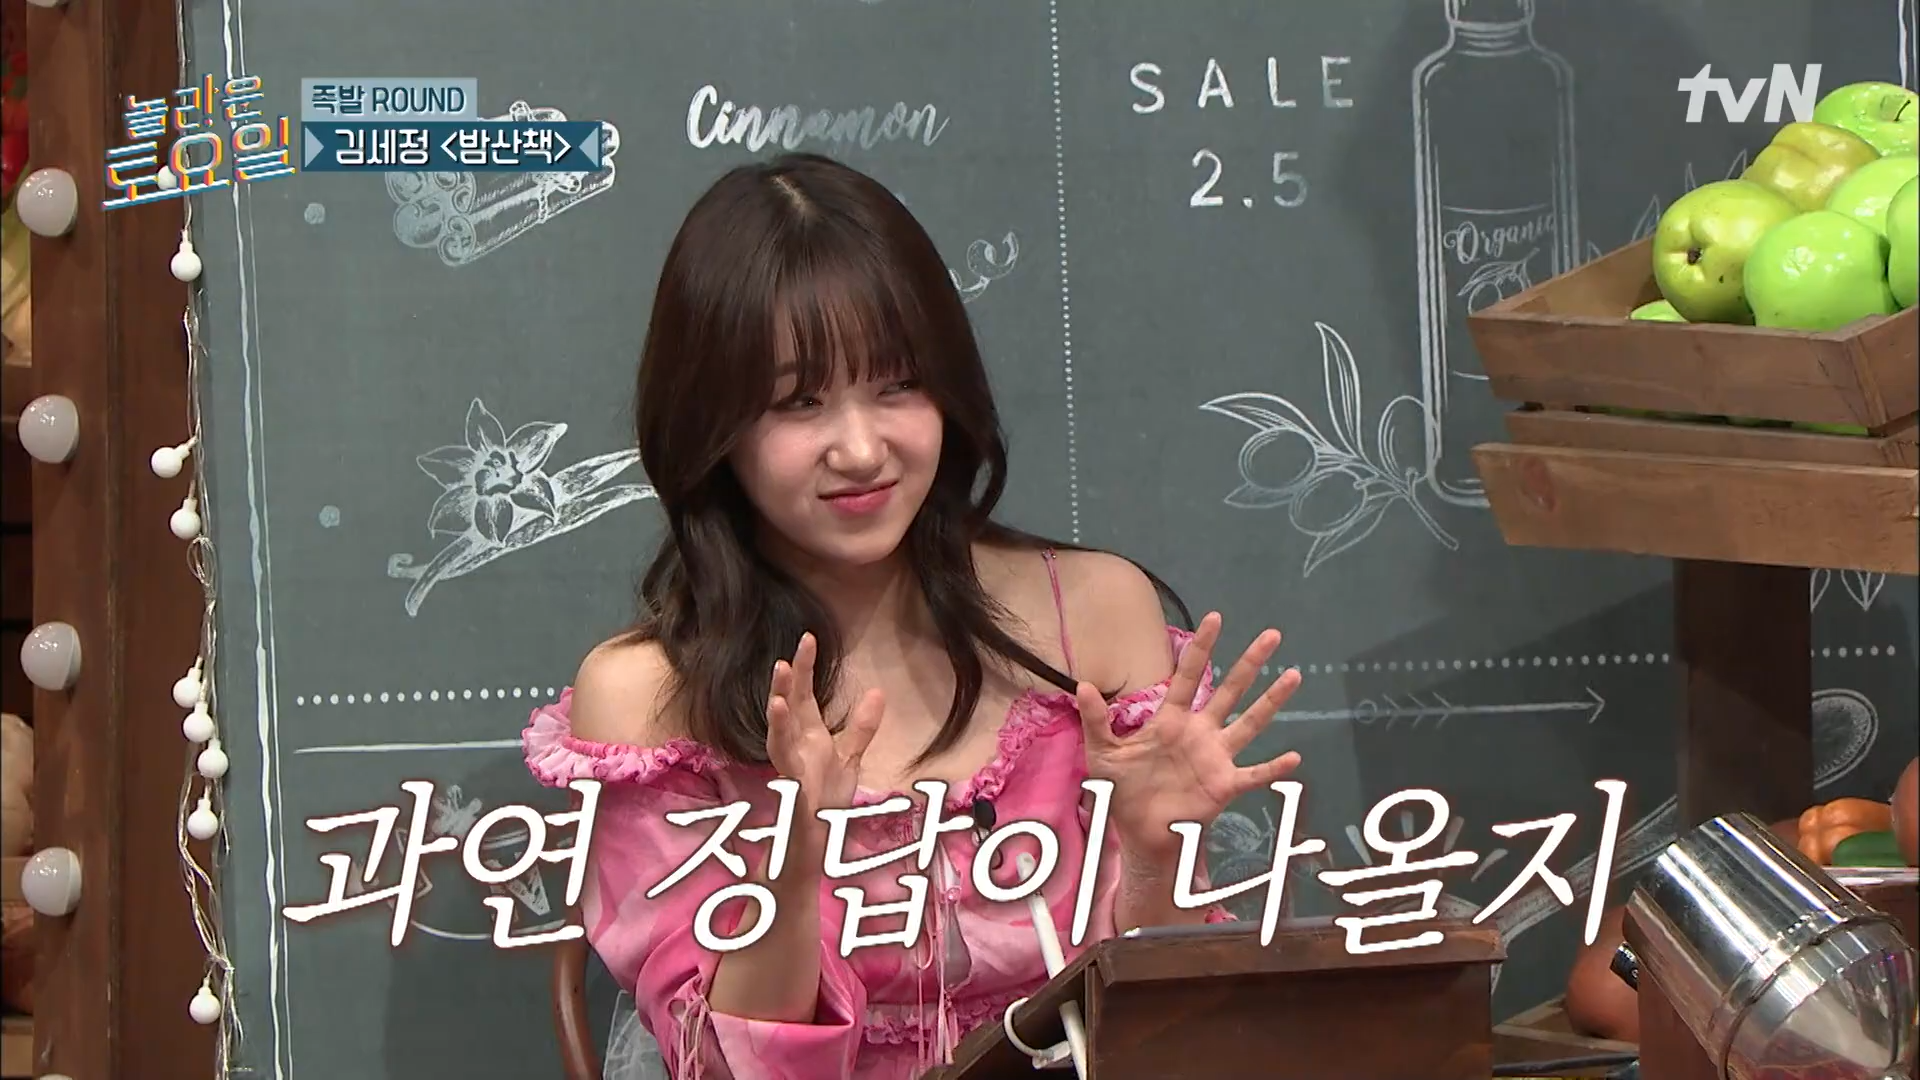 놀라운
토요일
족발 ROUND
김세정 <밤산책>
Cinnamon
SALE
2.5
Organic
tvN
과연 정답이 나올지